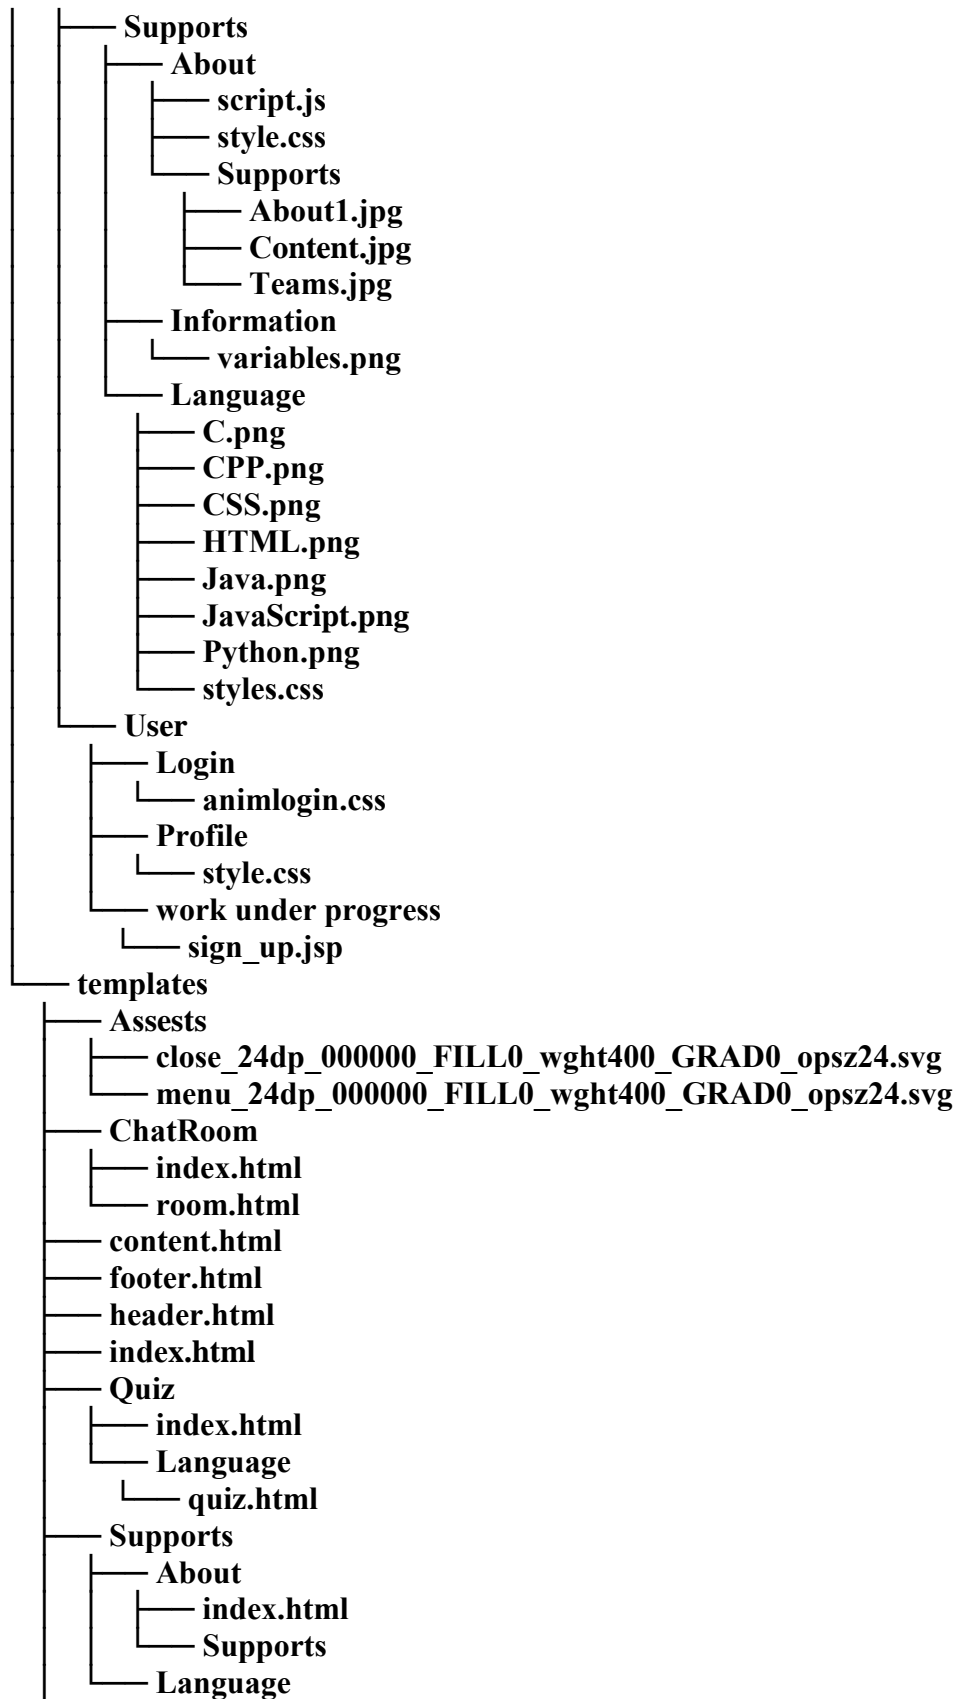 Supports
About
script.js
style.css
Supports
About1.jpg
Content.jpg
Teams.jpg
Information
variables.png
Language
C.png
CPP.png
CSS.png
HTML.png
Java.png
JavaScript.png
Python.png
styles.css
User
Login
animlogin.css
Profile
style.css
work under progress
sign_up.jsp
templates
Assests
close_24dp_000000_FILL0_wght400_GRAD0_opsz24.svg
menu_24dp_000000_FILL0_wght400_GRAD0_opsz24.svg
ChatRoom
index.html
room.html
content.html
footer.html
header.html
index.html
Quiz
index.html
Language
quiz.html
Supports
About
index.html
Supports
Language